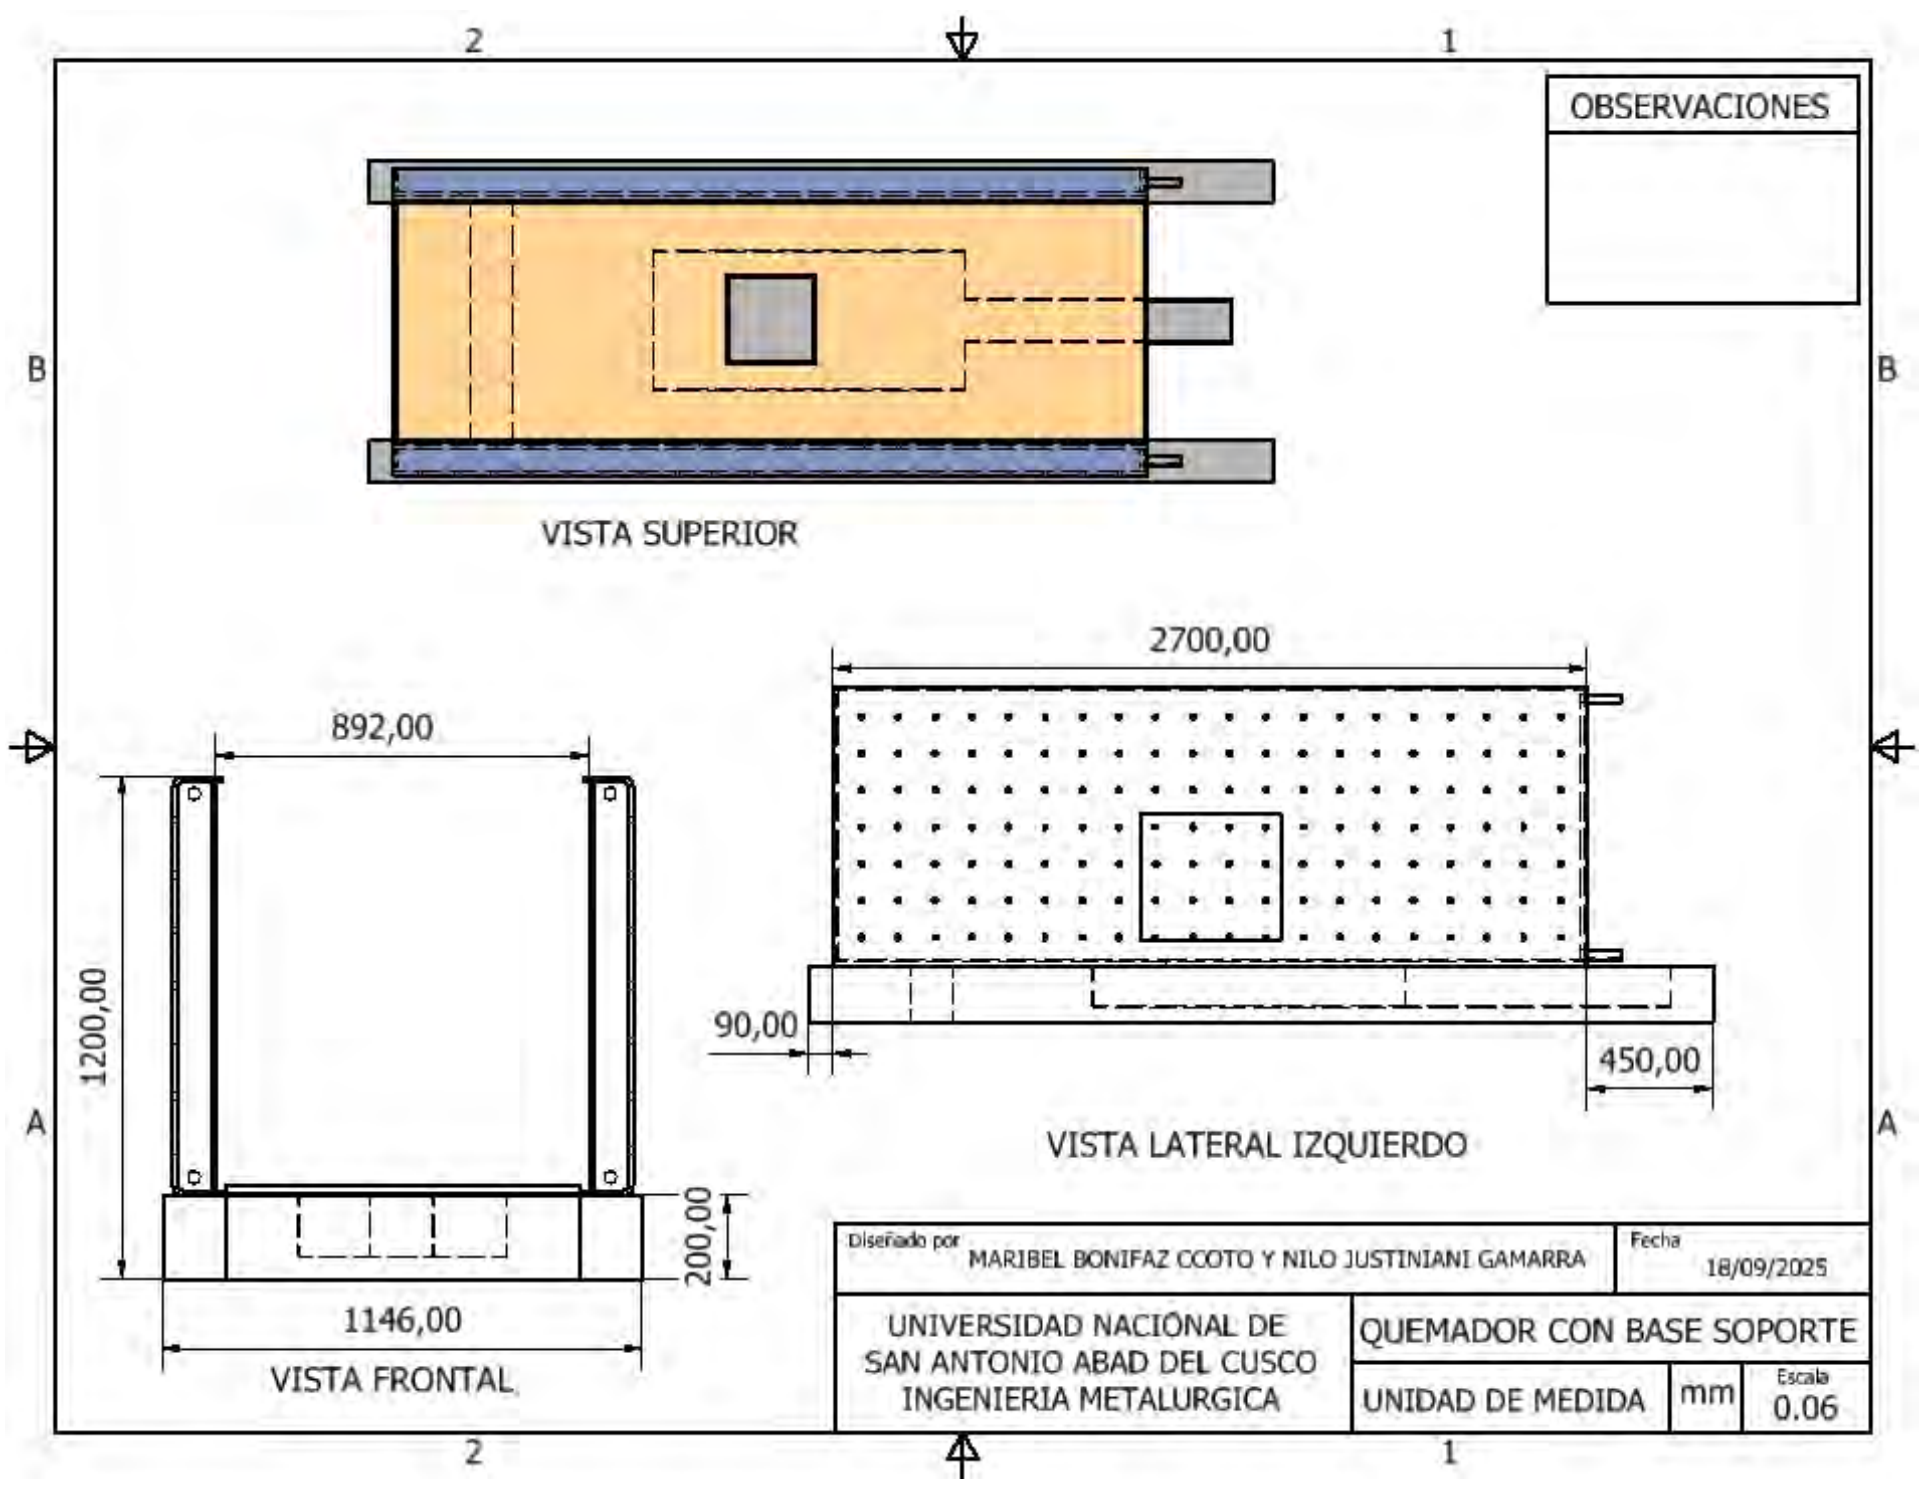 2
1
OBSERVACIONES
B
B
VISTA SUPERIOR
2700,00
892,00
1200,00
90,00
450,00
A
A
VISTA LATERAL IZQUIERDO
200,00
1146,00
VISTA FRONTAL
Diseñado por
MARIBEL BONIFAZ CCOTO Y NILO JUSTINIANI GAMARRA
Fecha
18/09/2025
UNIVERSIDAD NACIONAL DE
SAN ANTONIO ABAD DEL CUSCO
INGENIERIA METALURGICA
QUEMADOR CON BASE SOPORTE
UNIDAD DE MEDIDA
mm
Escala
0.06
2
1